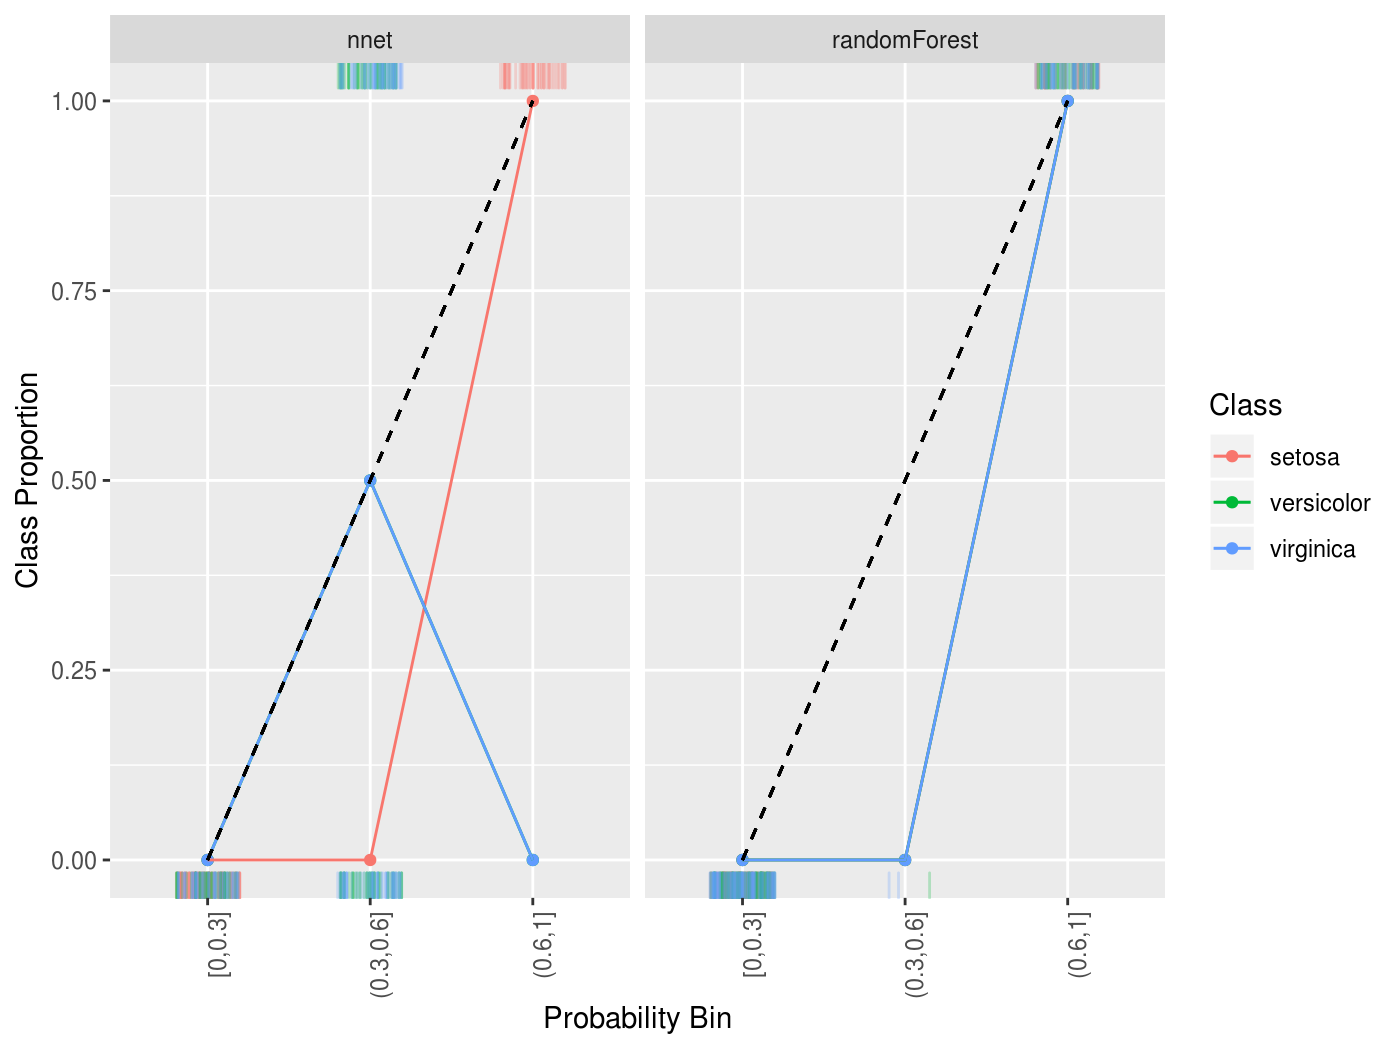 nnet
randomForest
1.00
0.75
0.50
0.25
0.00
Class Proportion
[0,0.3]
(0.3,0.6]
(0.6,1]
[0,0.3]
(0.3,0.6]
(0.6,1]
Probability Bin
Class
setosa
versicolor
virginica